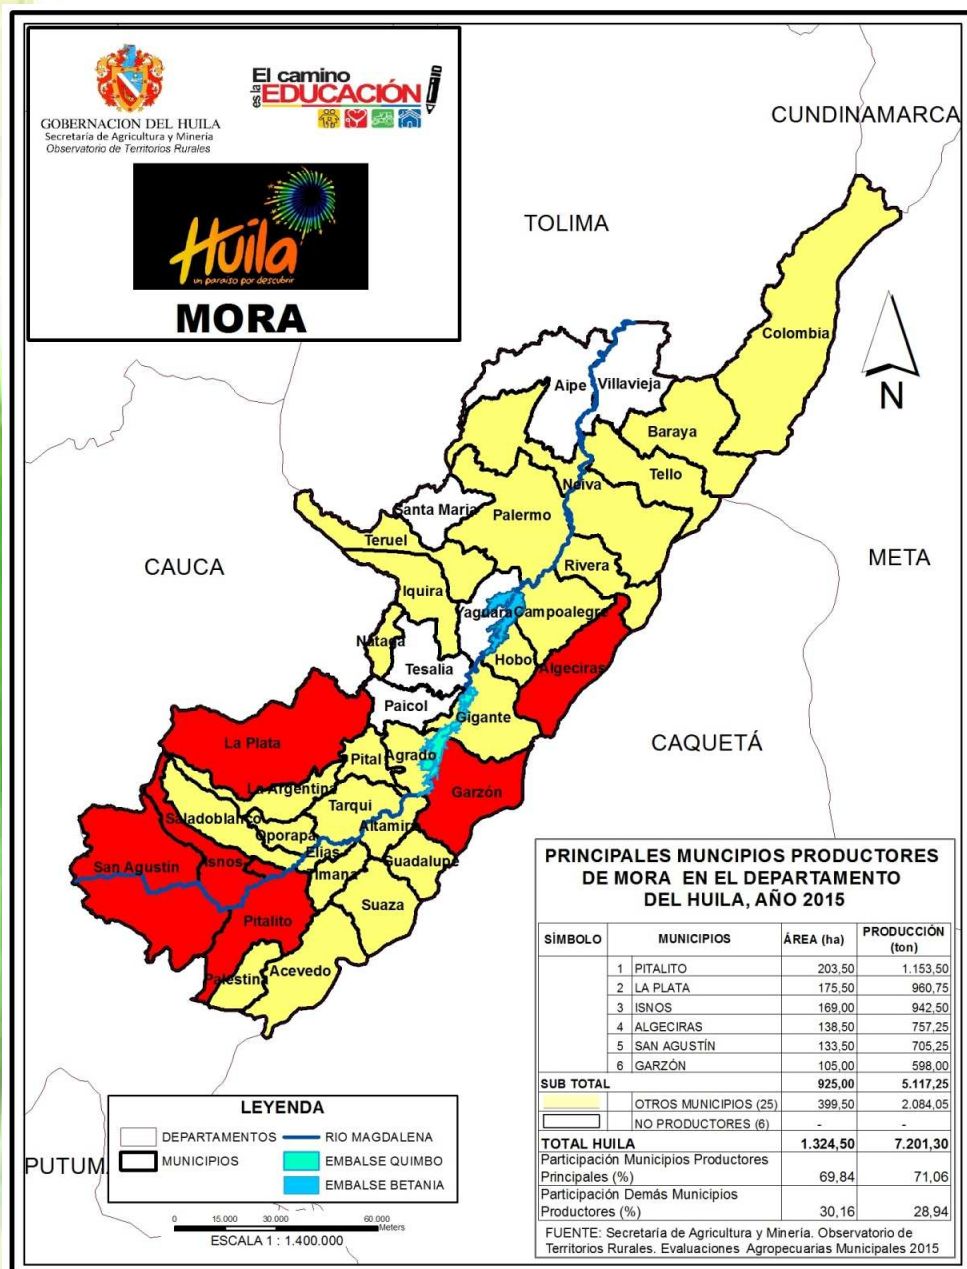 GOBERNACION DEL HUILA
Secretaría de Agricultura y Minería
Observatorio de Territorios Rurales
El camino
es la EDUCACIÓN
Huila
un paraíso por descubrir
MORA
CUNDINAMARCA
TOLIMA
Colombia
Aipe
Villavieja
N
Baraya
Tello
Neiva
Santa Maria
Palermo
Teruel
META
CAUCA
Rivera
Iquira
Yaguara
Campoalegre
Nataga
Hobo
Tesalia
Algeciras
Paicol
Gigante
La Plata
CAQUETÁ
Pital
Agrado
La Argentina
Garzón
Tarqui
Saladoblanco
Altamira
Oporapa
Elias
Guadalupe
San Agustín
Isnos
Timana
Suaza
Pitalito
Palestina
Acevedo
PRINCIPALES MUNCIPIOS PRODUCTORES
DE MORA EN EL DEPARTAMENTO
DEL HUILA, AÑO 2015
SÍMBOLO MUNICIPIOS ÁREA (ha) PRODUCCIÓN (ton)
1 PITALITO 203,50 1.153,50
2 LA PLATA 175,50 960,75
3 ISNOS 169,00 942,50
4 ALGECIRAS 138,50 757,25
5 SAN AGUSTÍN 133,50 705,25
6 GARZÓN 105,00 598,00
SUB TOTAL 925,00 5.117,25
OTROS MUNICIPIOS (25) 399,50 2.084,05
NO PRODUCTORES (6) - -
TOTAL HUILA 1.324,50 7.201,30
Participación Municipios Productores
Principales (%) 69,84 71,06
Participación Demás Municipios
Productores (%) 30,16 28,94
FUENTE: Secretaría de Agricultura y Minería. Observatorio de
Territorios Rurales. Evaluaciones Agropecuarias Municipales 2015
LEYENDA
DEPARTAMENTOS RIO MAGDALENA
MUNICIPIOS EMBALSE QUIMBO
EMBALSE BETANIA
PUTUM
0 15.000 30.000 60.000
Meters
ESCALA 1 : 1.400.000